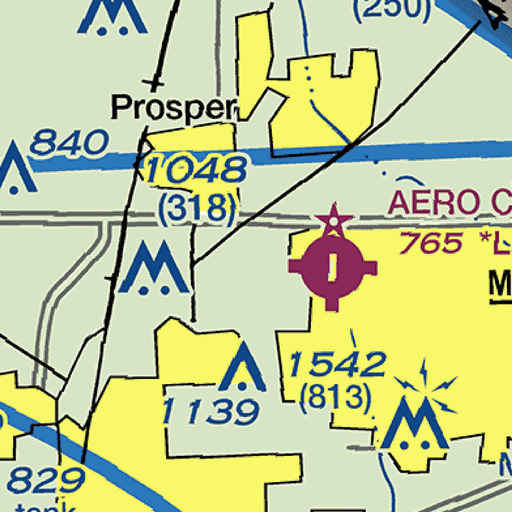 (250)
Prosper
840
1048
(318)
AERO C
765 *L
M
1542
(813)
1139
829
tank